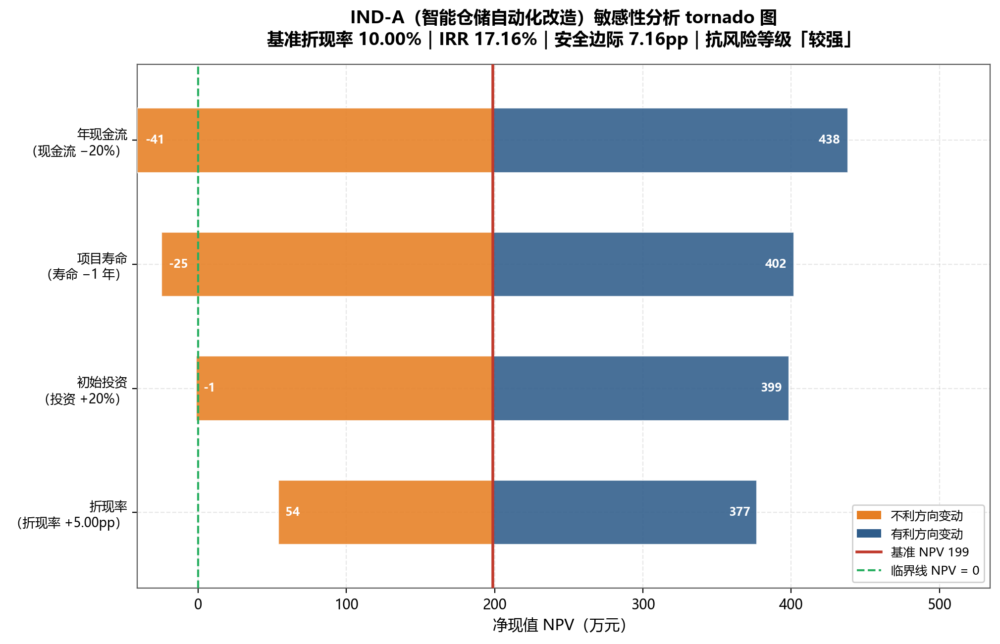 IND-A（智能仓储自动化改造）敏感性分析 tornado 图
基准折现率 10.00%｜IRR 17.16%｜安全边际 7.16pp｜抗风险等级「较强」
年现金流
（现金流 −20%）
-41
438
项目寿命
（寿命 −1 年）
-25
402
初始投资
（投资 +20%）
-1
399
折现率
（折现率 +5.00pp）
54
377
不利方向变动
有利方向变动
基准 NPV 199
临界线 NPV = 0
0
100
200
300
400
500
净现值 NPV（万元）